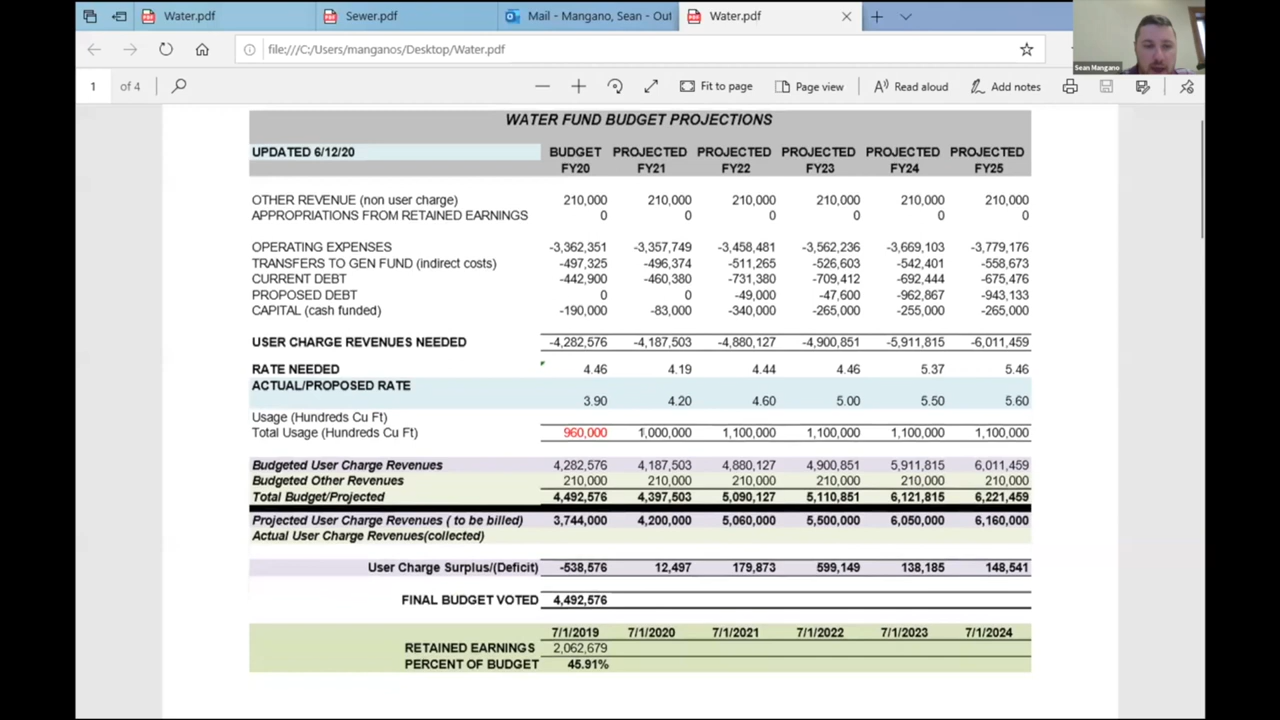 Water.pdf Sewer.pdf Mail - Mangano, Sean - Out Water.pdf
file:///C:/Users/manganos/Desktop/Water.pdf
Sean Mangano
1 of 4 Fit to page Page view Read aloud Add notes
WATER FUND BUDGET PROJECTIONS
UPDATED 6/12/20 BUDGET PROJECTED PROJECTED PROJECTED PROJECTED PROJECTED
FY20 FY21 FY22 FY23 FY24 FY25
OTHER REVENUE (non user charge) 210,000 210,000 210,000 210,000 210,000 210,000
APPROPRIATIONS FROM RETAINED EARNINGS 0 0 0 0 0 0
OPERATING EXPENSES -3,362,351 -3,357,749 -3,458,481 -3,562,236 -3,669,103 -3,779,176
TRANSFERS TO GEN FUND (indirect costs) -497,325 -496,374 -511,265 -526,603 -542,401 -558,673
CURRENT DEBT -442,900 -460,380 -731,380 -709,412 -692,444 -675,476
PROPOSED DEBT 0 0 -49,000 -47,600 -962,867 -943,133
CAPITAL (cash funded) -190,000 -83,000 -340,000 -265,000 -255,000 -265,000
USER CHARGE REVENUES NEEDED -4,282,576 -4,187,503 -4,880,127 -4,900,851 -5,911,815 -6,011,459
RATE NEEDED 4.46 4.19 4.44 4.46 5.37 5.46
ACTUAL/PROPOSED RATE
3.90 4.20 4.60 5.00 5.50 5.60
Usage (Hundreds Cu Ft)
Total Usage (Hundreds Cu Ft) 960,000 1,000,000 1,100,000 1,100,000 1,100,000 1,100,000
Budgeted User Charge Revenues 4,282,576 4,187,503 4,880,127 4,900,851 5,911,815 6,011,459
Budgeted Other Revenues 210,000 210,000 210,000 210,000 210,000 210,000
Total Budget/Projected 4,492,576 4,397,503 5,090,127 5,110,851 6,121,815 6,221,459
Projected User Charge Revenues ( to be billed) 3,744,000 4,200,000 5,060,000 5,500,000 6,050,000 6,160,000
Actual User Charge Revenues(collected)
User Charge Surplus/(Deficit) -538,576 12,497 179,873 599,149 138,185 148,541
FINAL BUDGET VOTED 4,492,576
7/1/2019 7/1/2020 7/1/2021 7/1/2022 7/1/2023 7/1/2024
RETAINED EARNINGS 2,062,679
PERCENT OF BUDGET 45.91%